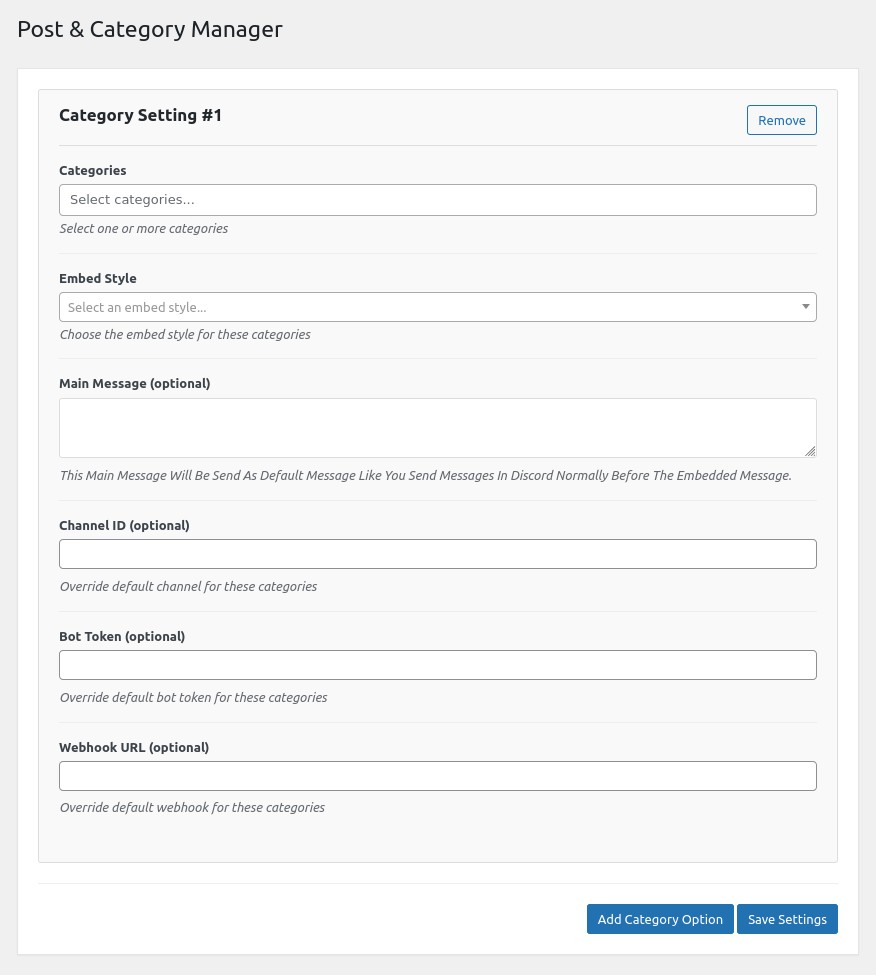 Post & Category Manager
Category Setting #1
Remove
Categories
Select categories...
Select one or more categories
Embed Style
Select an embed style...
Choose the embed style for these categories
Main Message (optional)
This Main Message Will Be Send As Default Message Like You Send Messages In Discord Normally Before The Embedded Message.
Channel ID (optional)
Override default channel for these categories
Bot Token (optional)
Override default bot token for these categories
Webhook URL (optional)
Override default webhook for these categories
Add Category Option
Save Settings